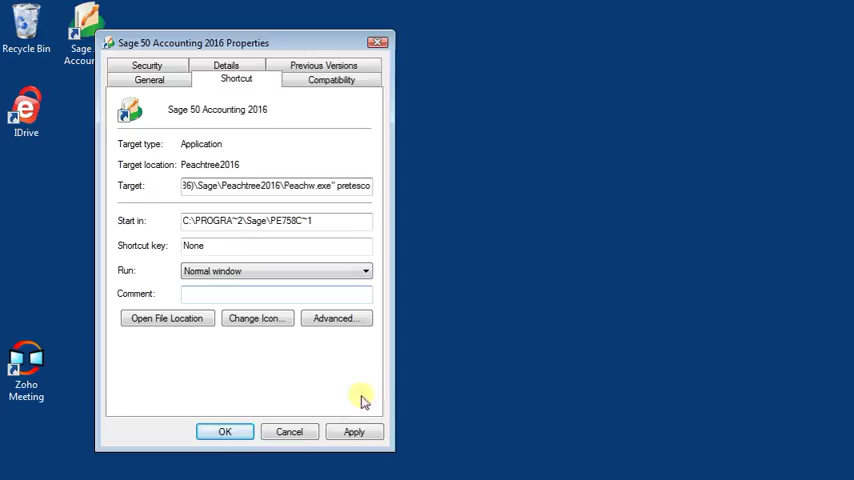 Recycle Bin
Sage
Accour
IDrive
Zoho
Meeting
Sage 50 Accounting 2016 Properties
Security
Details
Previous Versions
General
Shortcut
Compatibility
Sage 50 Accounting 2016
Target type:
Application
Target location:
Peachtree2016
Target:
36)\Sage\Peachtree2016\Peachw.exe" pretesco
Start in:
C:\PROGRA~2\Sage\PE758C~1
Shortcut key:
None
Run:
Normal window
Comment:
Open File Location
Change Icon...
Advanced...
OK
Cancel
Apply